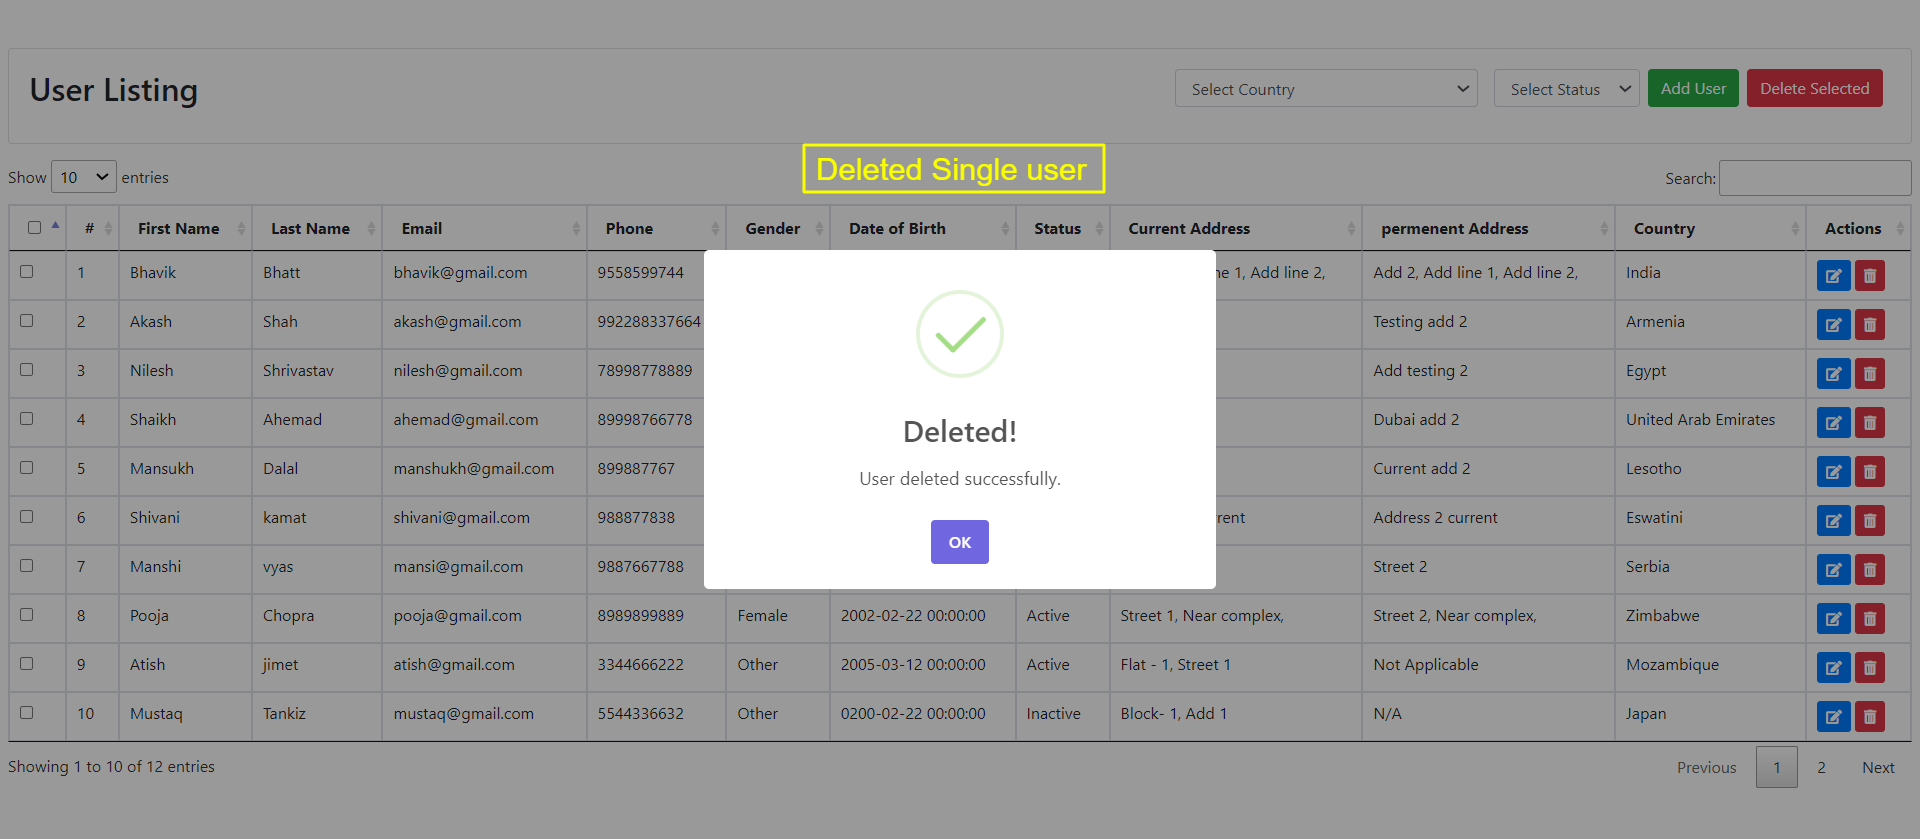 User Listing Select Country Select Status Add User Delete Selected
Deleted Single user
Show 10 entries Search:
# First Name Last Name Email Phone Gender Date of Birth Status Current Address permenent Address Country Actions
1 Bhavik Bhatt bhavik@gmail.com 9558599744 1, Add line 2, Add 2, Add line 1, Add line 2, India
2 Akash Shah akash@gmail.com 992288337664 Testing add 2 Armenia
3 Nilesh Shrivastav nilesh@gmail.com 78998778889 Add testing 2 Egypt
4 Shaikh Ahemad ahemad@gmail.com 89998766778 Dubai add 2 United Arab Emirates
Deleted!
5 Mansukh Dalal manshukh@gmail.com 899887767 Current add 2 Lesotho
User deleted successfully.
6 Shivani kamat shivani@gmail.com 988877838 Address 2 current Eswatini
OK
7 Manshi vyas mansi@gmail.com 9887667788 Street 2 Serbia
8 Pooja Chopra pooja@gmail.com 8989899889 Female 2002-02-22 00:00:00 Active Street 1, Near complex, Street 2, Near complex, Zimbabwe
9 Atish jimet atish@gmail.com 3344666222 Other 2005-03-12 00:00:00 Active Flat - 1, Street 1 Not Applicable Mozambique
10 Mustaq Tankiz mustaq@gmail.com 5544336632 Other 0200-02-22 00:00:00 Inactive Block- 1, Add 1 N/A Japan
Showing 1 to 10 of 12 entries Previous 1 2 Next